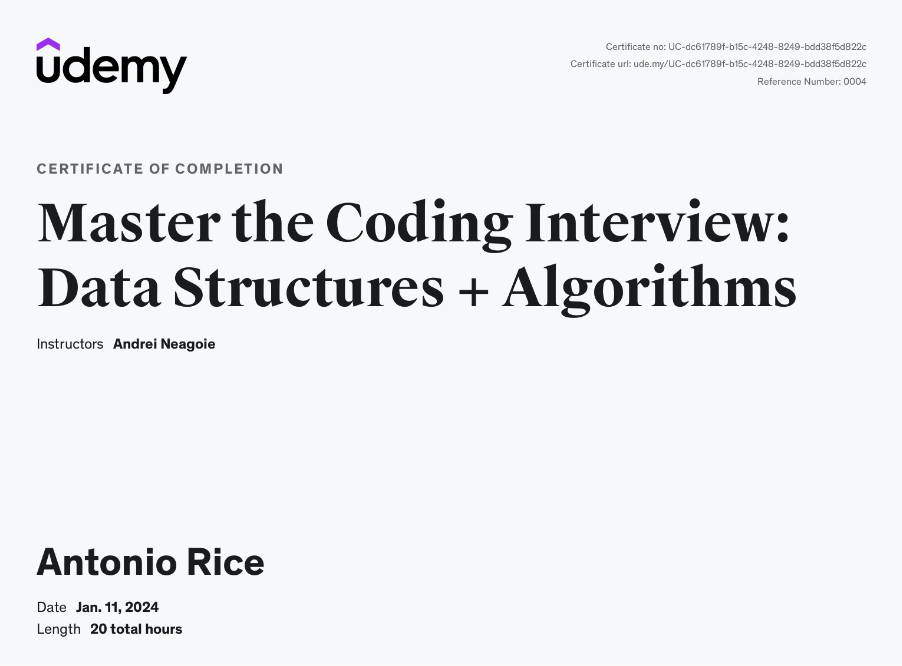 udemy
Certificate no: UC-dc61789f-b15c-4248-8249-bdd38f5d822c
Certificate url: ude.my/UC-dc61789f-b15c-4248-8249-bdd38f5d822c
Reference Number: 0004
CERTIFICATE OF COMPLETION
Master the Coding Interview:
Data Structures + Algorithms
Instructors Andrei Neagoie
Antonio Rice
Date Jan. 11, 2024
Length 20 total hours